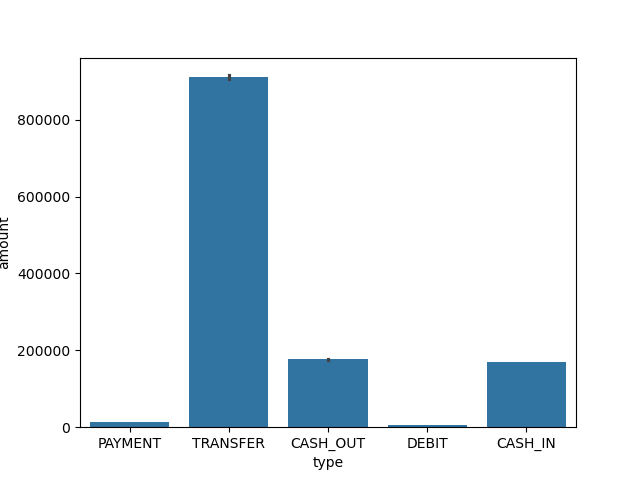 800000
600000
400000
200000
0
amount
PAYMENT TRANSFER CASH_OUT DEBIT CASH_IN
type